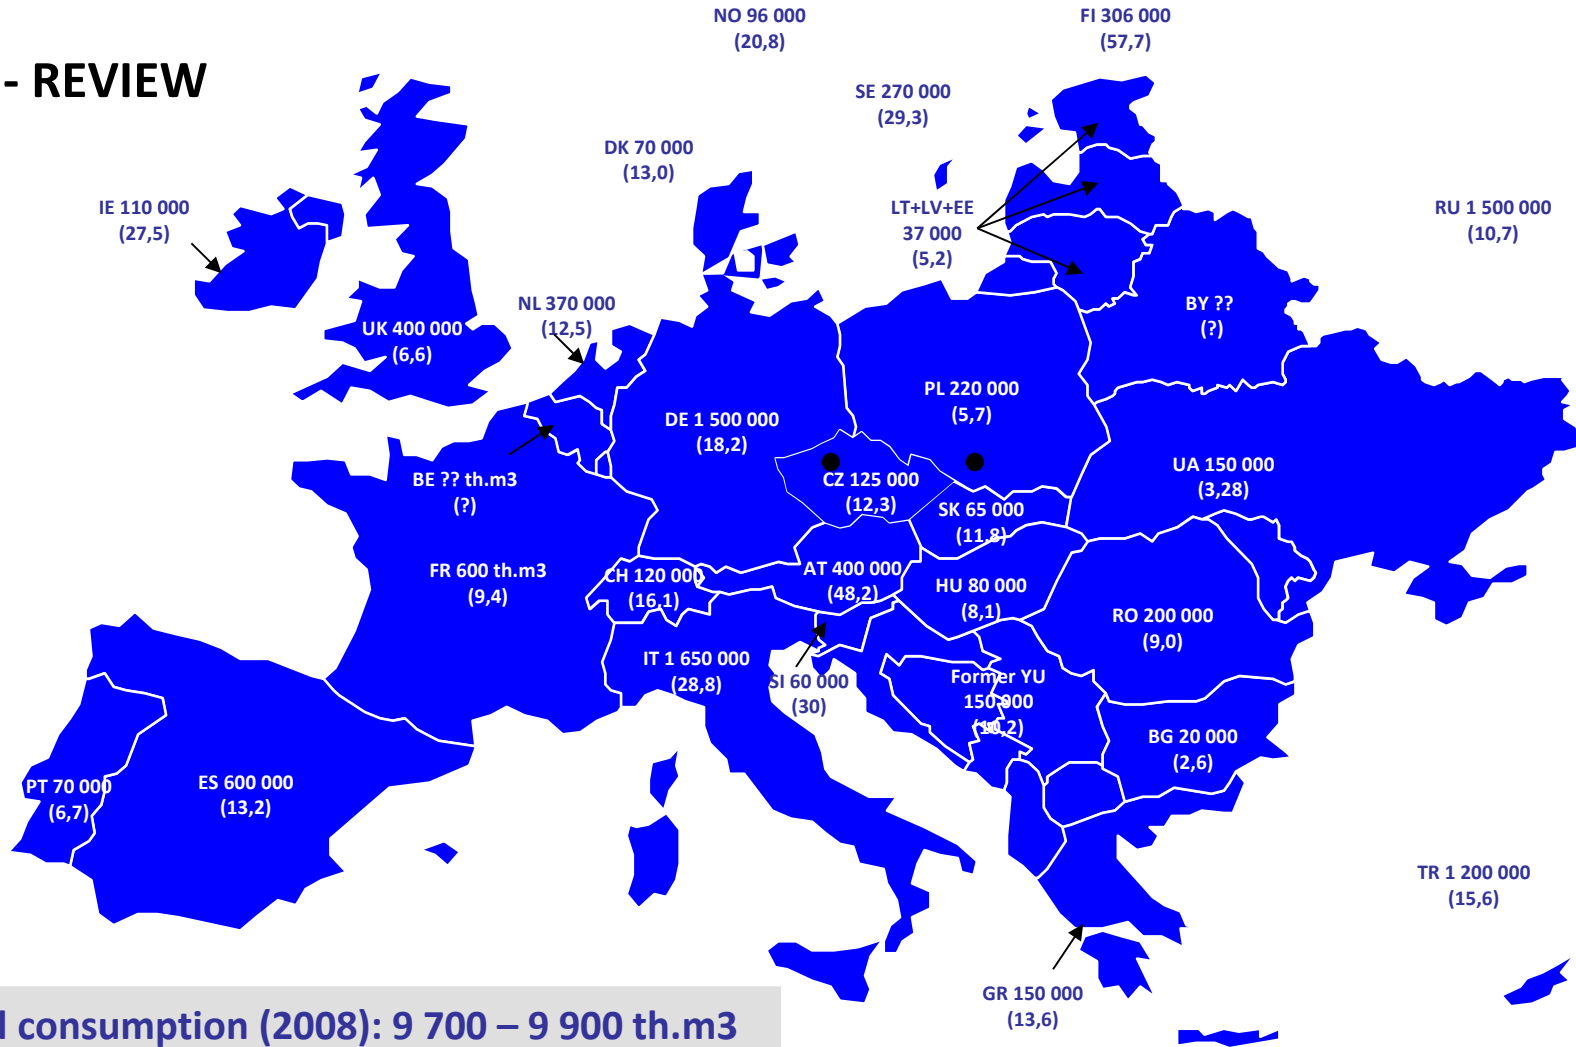 NO 96 000
(20,8)
FI 306 000
(57,7)
- REVIEW
SE 270 000
(29,3)
DK 70 000
(13,0)
IE 110 000
(27,5)
LT+LV+EE
37 000
(5,2)
RU 1 500 000
(10,7)
NL 370 000
(12,5)
UK 400 000
(6,6)
BY ??
(?)
PL 220 000
(5,7)
DE 1 500 000
(18,2)
UA 150 000
(3,28)
BE ?? th.m3
(?)
CZ 125 000
(12,3)
SK 65 000
(11,8)
FR 600 th.m3
(9,4)
CH 120 000
(16,1)
AT 400 000
(48,2)
HU 80 000
(8,1)
RO 200 000
(9,0)
IT 1 650 000
(28,8)
SI 60 000
(30)
Former YU
150 000
(10,2)
BG 20 000
(2,6)
PT 70 000
(6,7)
ES 600 000
(13,2)
TR 1 200 000
(15,6)
GR 150 000
(13,6)
consumption (2008): 9 700 – 9 900 th.m3